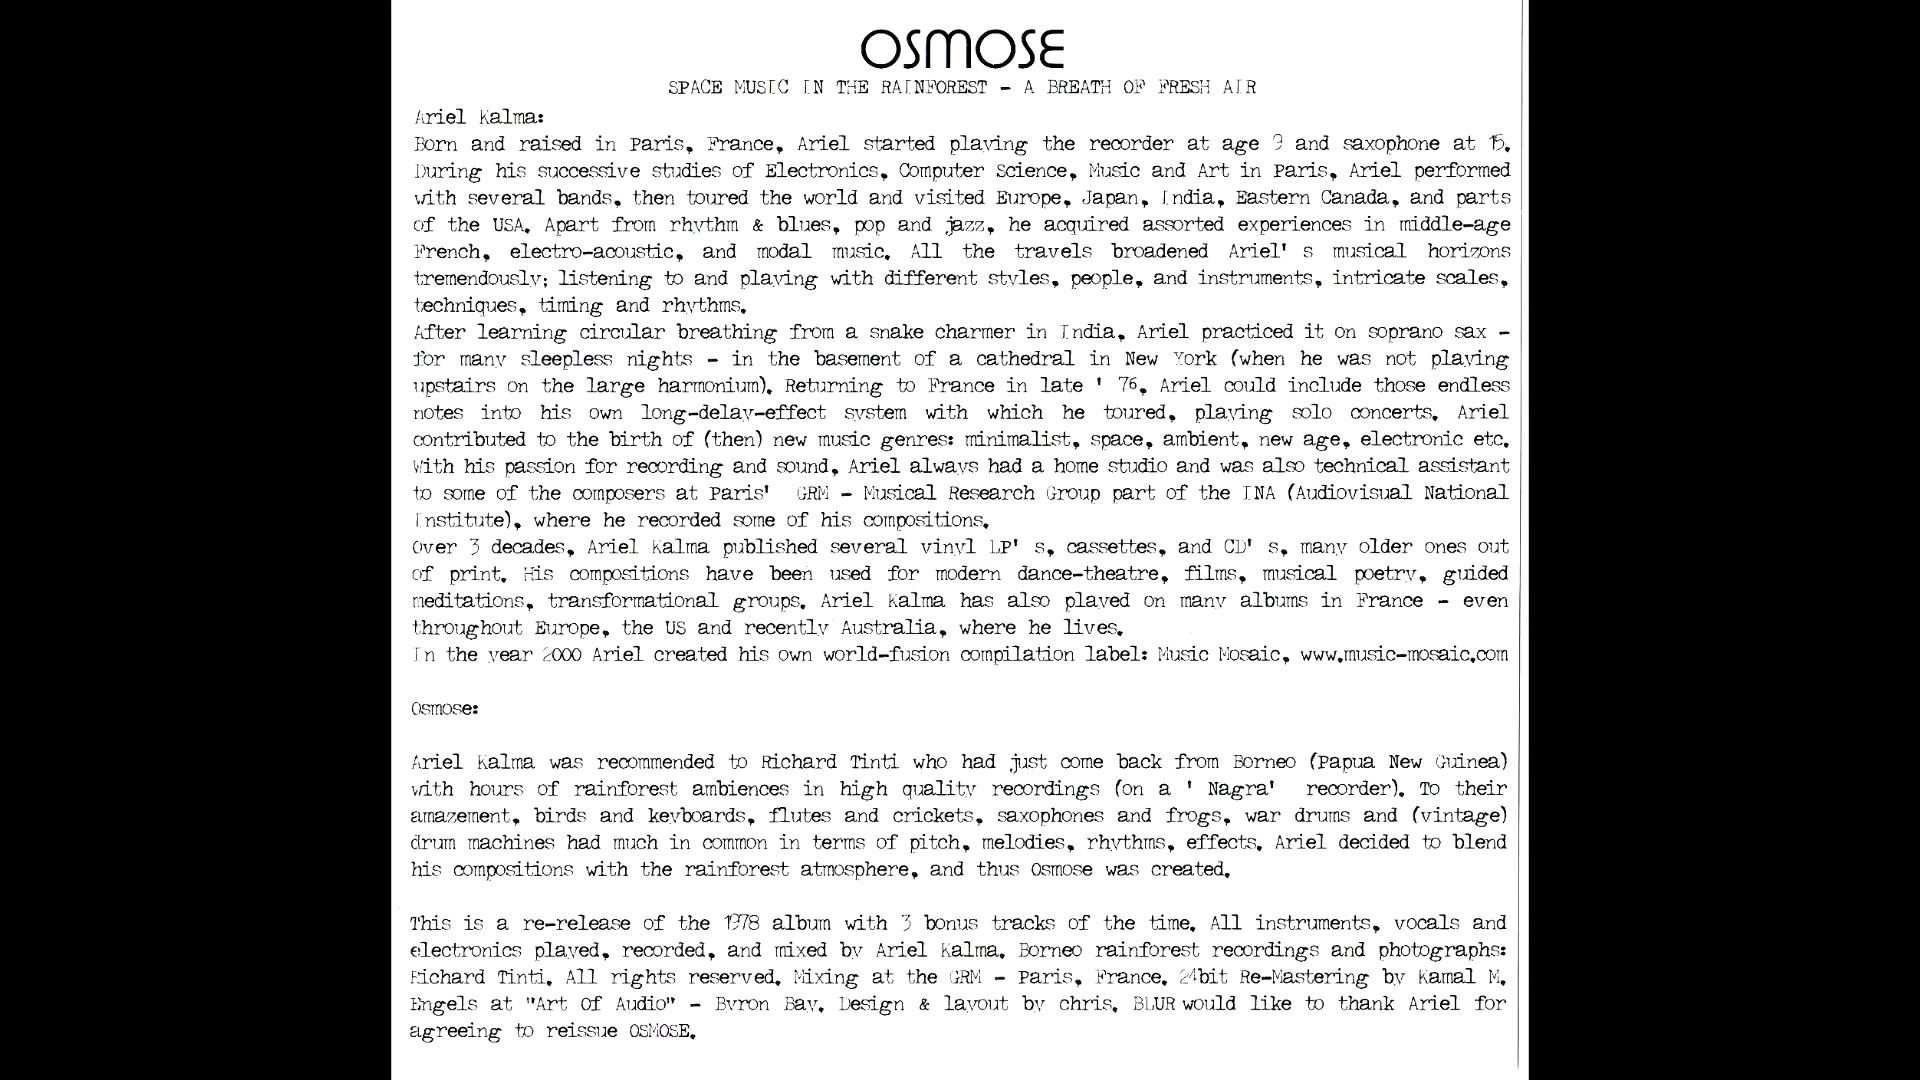 OSMOSE
SPACE MUSIC IN THE RAINFOREST - A BREATH OF FRESH AIR
Ariel Kalma:
Born and raised in Paris, France, Ariel started playing the recorder at age 9 and saxophone at 15.
During his successive studies of Electronics, Computer Science, Music and Art in Paris, Ariel performed
with several bands, then toured the world and visited Europe, Japan, India, Eastern Canada, and parts
of the USA. Apart from rhythm & blues, pop and jazz, he acquired assorted experiences in middle-age
French, electro-acoustic, and modal music. All the travels broadened Ariel' s musical horizons
tremendously; listening to and playing with different styles, people, and instruments, intricate scales,
techniques, timing and rhythms.
After learning circular breathing from a snake charmer in India, Ariel practiced it on soprano sax -
for many sleepless nights - in the basement of a cathedral in New York (when he was not playing
upstairs on the large harmonium). Returning to France in late ' 76, Ariel could include those endless
notes into his own long-delay-effect system with which he toured, playing solo concerts. Ariel
contributed to the birth of (then) new music genres: minimalist, space, ambient, new age, electronic etc.
With his passion for recording and sound, Ariel always had a home studio and was also technical assistant
to some of the composers at Paris' GRM - Musical Research Group part of the INA (Audiovisual National
Institute), where he recorded some of his compositions.
Over 3 decades, Ariel Kalma published several vinyl LP' s, cassettes, and CD' s, many older ones out
of print. His compositions have been used for modern dance-theatre, films, musical poetry, guided
meditations, transformational groups. Ariel Kalma has also played on many albums in France - even
throughout Europe, the US and recently Australia, where he lives.
In the year 2000 Ariel created his own world-fusion compilation label: Music Mosaic, www.music-mosaic.com
Osmose:
Ariel Kalma was recommended to Richard Tinti who had just come back from Borneo (Papua New Guinea)
with hours of rainforest ambiences in high quality recordings (on a ' Nagra' recorder). To their
amazement, birds and keyboards, flutes and crickets, saxophones and frogs, war drums and (vintage)
drum machines had much in common in terms of pitch, melodies, rhythms, effects. Ariel decided to blend
his compositions with the rainforest atmosphere, and thus Osmose was created.
This is a re-release of the 1978 album with 3 bonus tracks of the time. All instruments, vocals and
electronics played, recorded, and mixed by Ariel Kalma. Borneo rainforest recordings and photographs:
Richard Tinti. All rights reserved. Mixing at the GRM - Paris, France. 24bit Re-Mastering by Kamal M.
Engels at "Art Of Audio" - Byron Bay. Design & layout by chris. BLUR would like to thank Ariel for
agreeing to reissue OSMOSE.